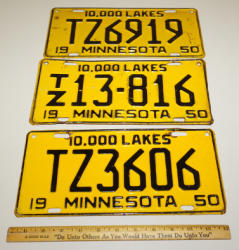 10,000 LAKES
TZ6919
19 MINNESOTA 50
10,000 LAKES
TZ13-816
19 MINNESOTA 50
10,000 LAKES
TZ3606
19 MINNESOTA 50
"Do Unto Others As You Would Have Them Do Unto You"